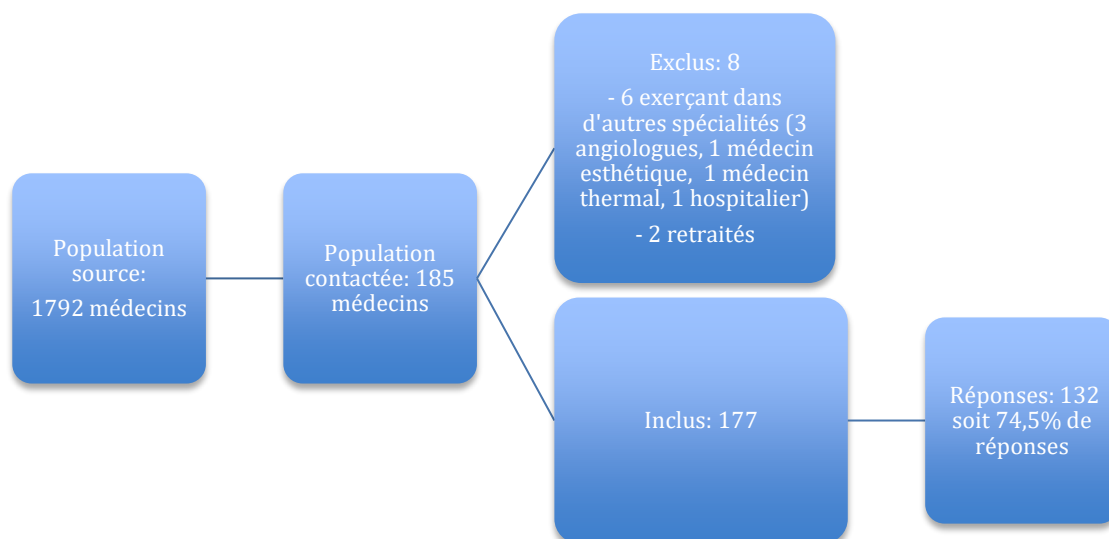 Population
source:
1792 médecins
Population
contactée: 185
médecins
Exclus: 8
- 6 exerçant dans
d'autres spécialités (3
angiologues, 1 médecin
esthétique, 1 médecin
thermal, 1 hospitalier)
- 2 retraités
Inclus: 177
Réponses: 132
soit 74,5% de
réponses